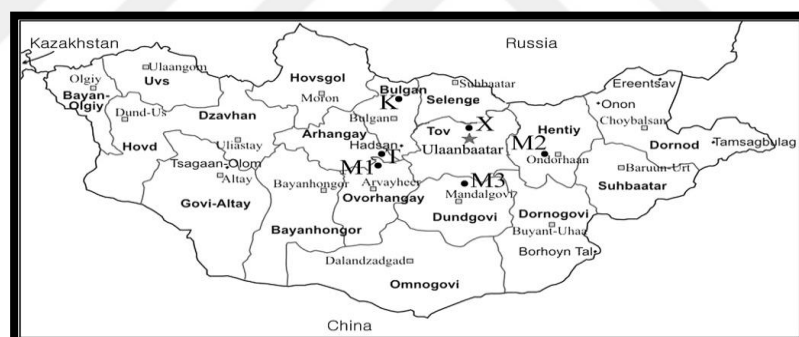 Kazakhstan
Russia
Olgiy
Bayan-
Olgiy
Ulaangom
Uvs
Dund-Us
Hovd
Dzavhan
Uliastay
Tsagaan-Olom
Altay
Govi-Altay
Hovsgol
Moron
Arhangay
Bayanhongor
Bayanhongor
Bulgan
K
Bulgan
Hadsan
T
M1
Arvayheer
Ovorhangay
Suhbaatar
Selenge
Tov
X
Ulaanbaatar
M3
Mandalgovi
Dundgovi
Dalandzadgad
Omnogovi
Hentiy
M2
Ondorhaan
Dornogovi
Buyant-Uhaa
Borhoyn Tal
Ereentsav
Onon
Choybalsan
Dornod
Tamsagbulag
Baruun-Urt
Suhbaatar
China